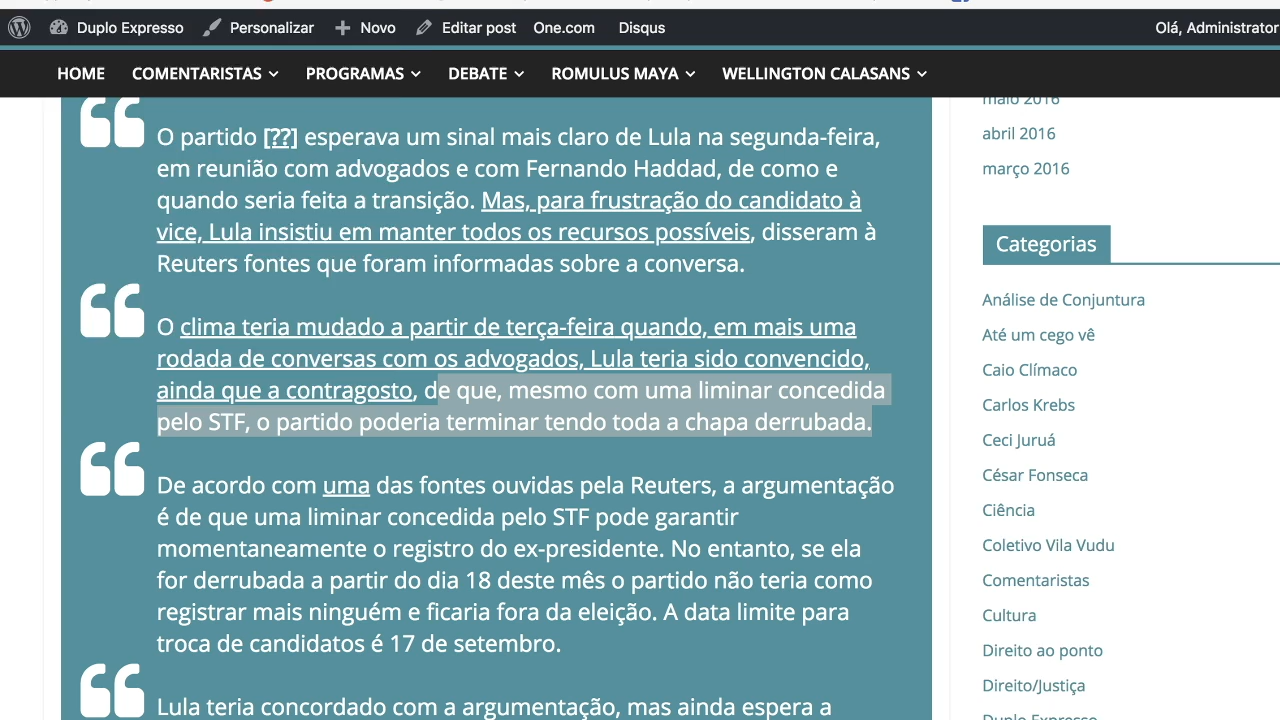 Duplo Expresso Personalizar Novo Editar post One.com Disqus Olá, Administrator
HOME COMENTARISTAS PROGRAMAS DEBATE ROMULUS MAYA WELLINGTON CALASANS
O partido [??] esperava um sinal mais claro de Lula na segunda-feira,
em reunião com advogados e com Fernando Haddad, de como e
quando seria feita a transição. Mas, para frustração do candidato à
vice, Lula insistiu em manter todos os recursos possíveis, disseram à
Reuters fontes que foram informadas sobre a conversa.
O clima teria mudado a partir de terça-feira quando, em mais uma
rodada de conversas com os advogados, Lula teria sido convencido,
ainda que a contragosto, de que, mesmo com uma liminar concedida
pelo STF, o partido poderia terminar tendo toda a chapa derrubada.
De acordo com uma das fontes ouvidas pela Reuters, a argumentação
é de que uma liminar concedida pelo STF pode garantir
momentaneamente o registro do ex-presidente. No entanto, se ela
for derrubada a partir do dia 18 deste mês o partido não teria como
registrar mais ninguém e ficaria fora da eleição. A data limite para
troca de candidatos é 17 de setembro.
Lula teria concordado com a argumentação, mas ainda espera a
maio 2016
abril 2016
março 2016
Categorias
Análise de Conjuntura
Até um cego vê
Caio Clímaco
Carlos Krebs
Ceci Juruá
César Fonseca
Ciência
Coletivo Vila Vudu
Comentaristas
Cultura
Direito ao ponto
Direito/Justiça
Duplo Expresso